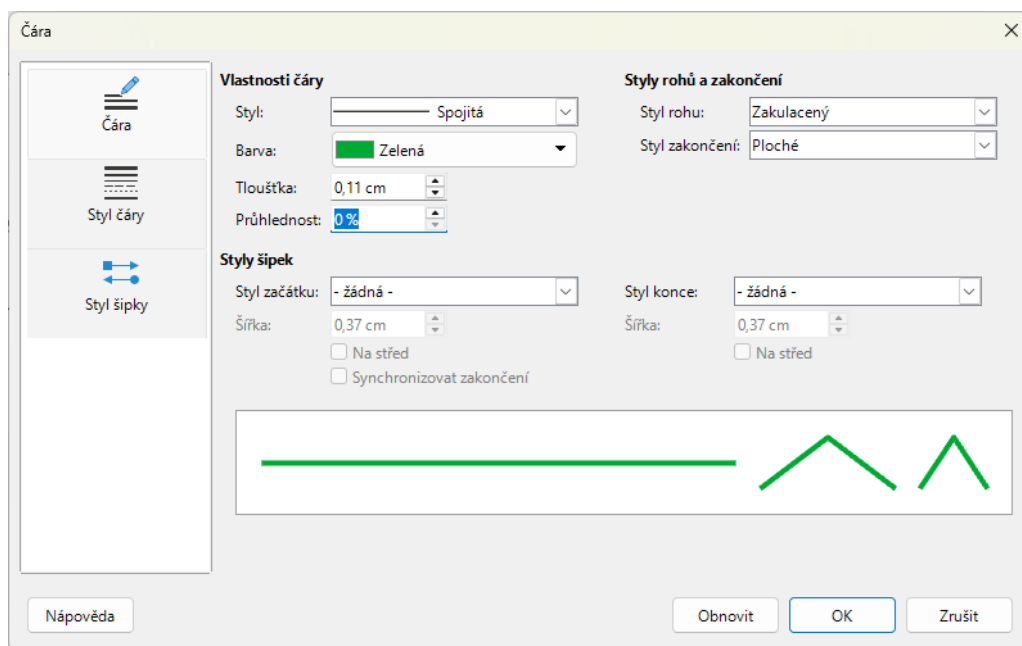 Čára
Čára
Styl čáry
Styl šipky
Vlastnosti čáry
Styl: Spojitá
Barva: Zelená
Tloušťka: 0,11 cm
Průhlednost: 0 %
Styly rohů a zakončení
Styl rohu: Zakulacený
Styl zakončení: Ploché
Styly šipek
Styl začátku: - žádná -
Šířka: 0,37 cm
Na střed
Synchronizovat zakončení
Styl konce: - žádná -
Šířka: 0,37 cm
Na střed
Nápověda
Obnovit
OK
Zrušit